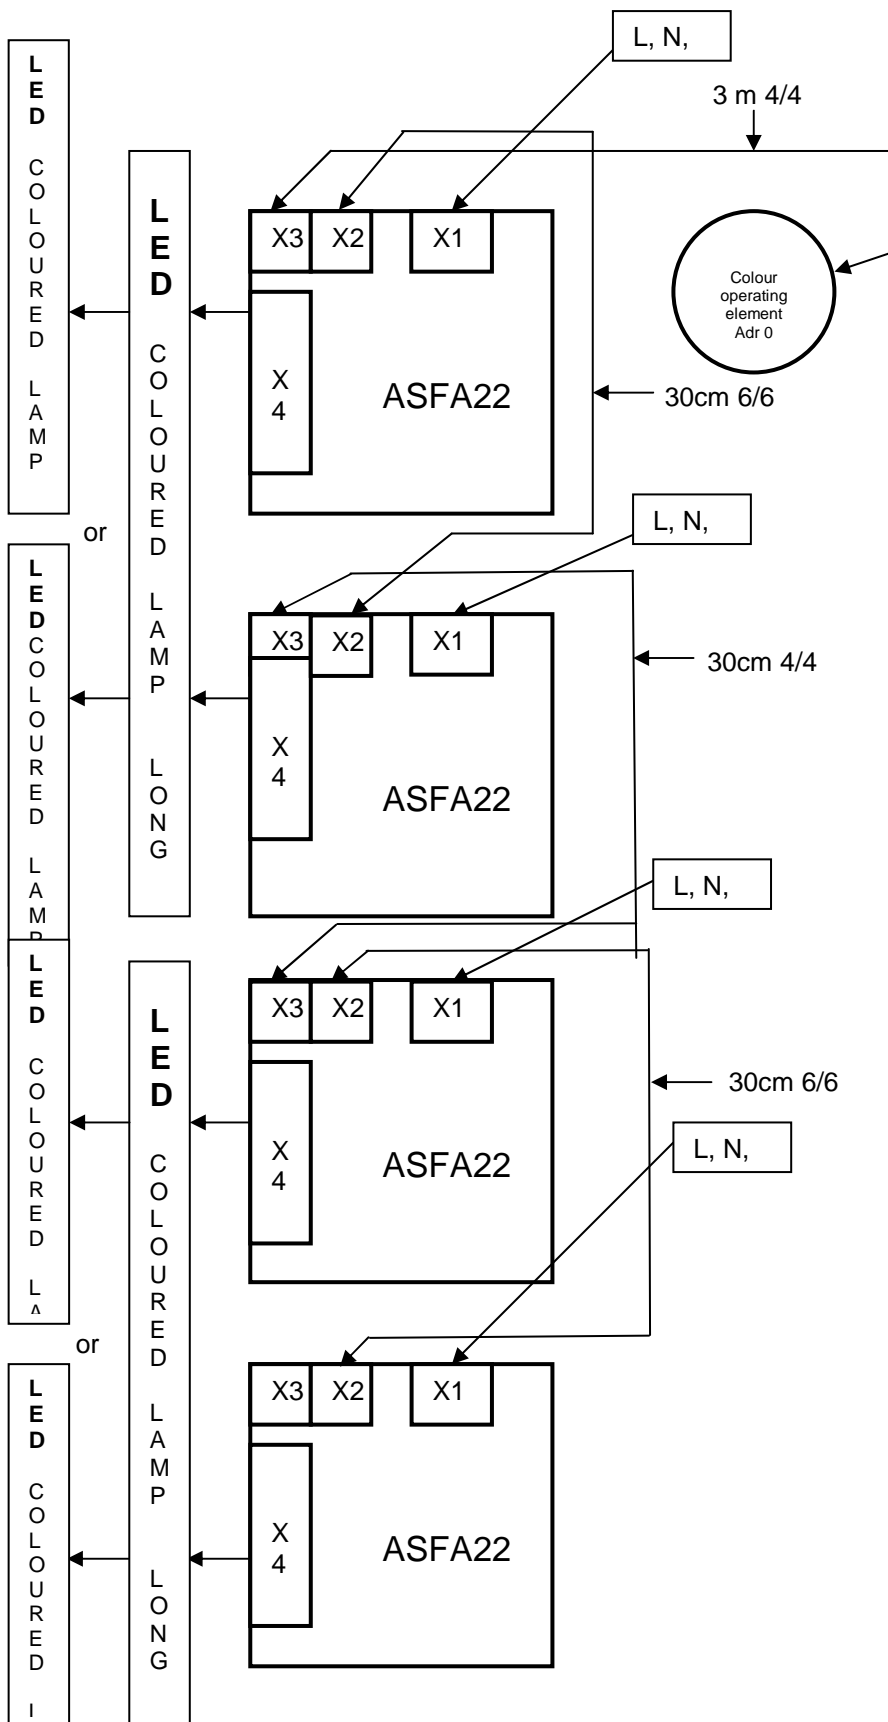 L, N,
3 m 4/4
LED COLOURED LAMP
LED COLOURED LAMP LONG
X3 X2 X1
Colour
operating
element
Adr 0
X
4
ASFA22
30cm 6/6
or
L, N,
LED COLOURED LAMP
X3 X2 X1
30cm 4/4
X
4
ASFA22
L, N,
LED COLOURED LA
LED COLOURED LAMP LONG
X3 X2 X1
30cm 6/6
X
4
ASFA22
L, N,
or
LED COLOURED
X3 X2 X1
X
4
ASFA22